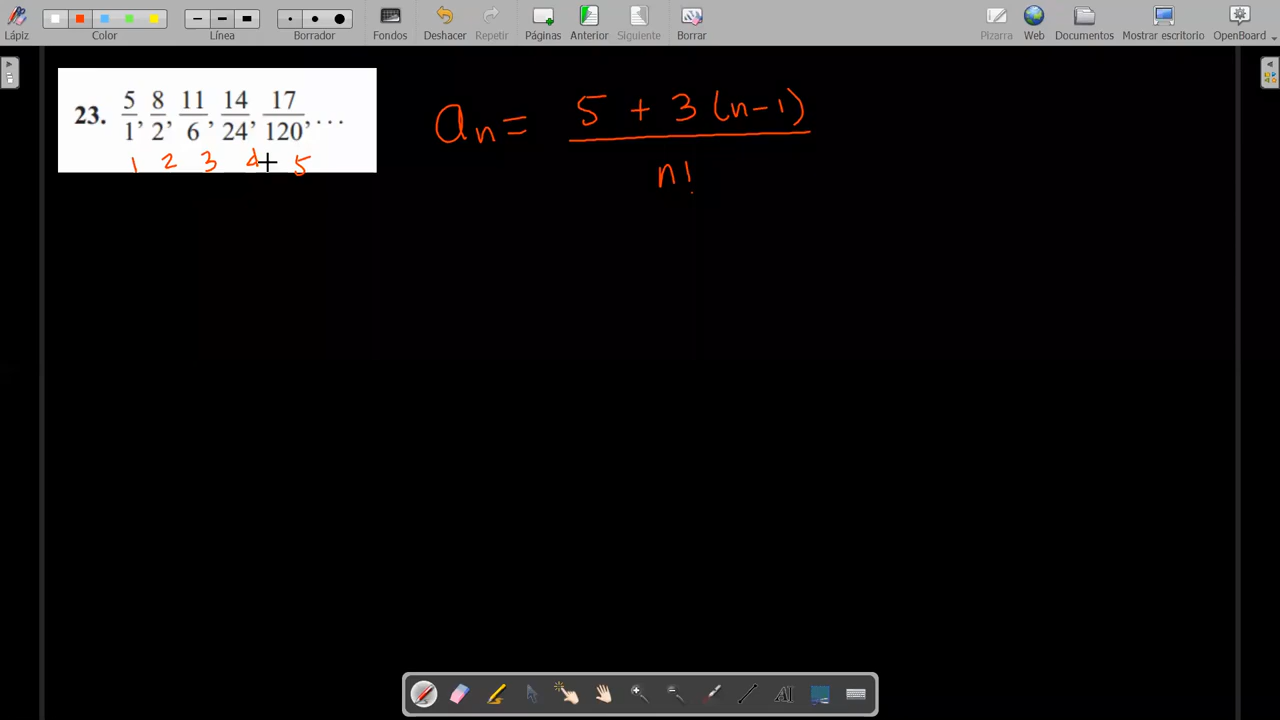 Color Línea Borrador Fondos Deshacer Repetir Páginas Anterior Siguiente Borrar Pizarra Web Documentos Mostrar escritorio OpenBoard
Lápiz
23. 5/1, 8/2, 11/6, 14/24, 17/120, ...
1 2 3 4 5
an = 5 + 3 (n-1)
n!
AI